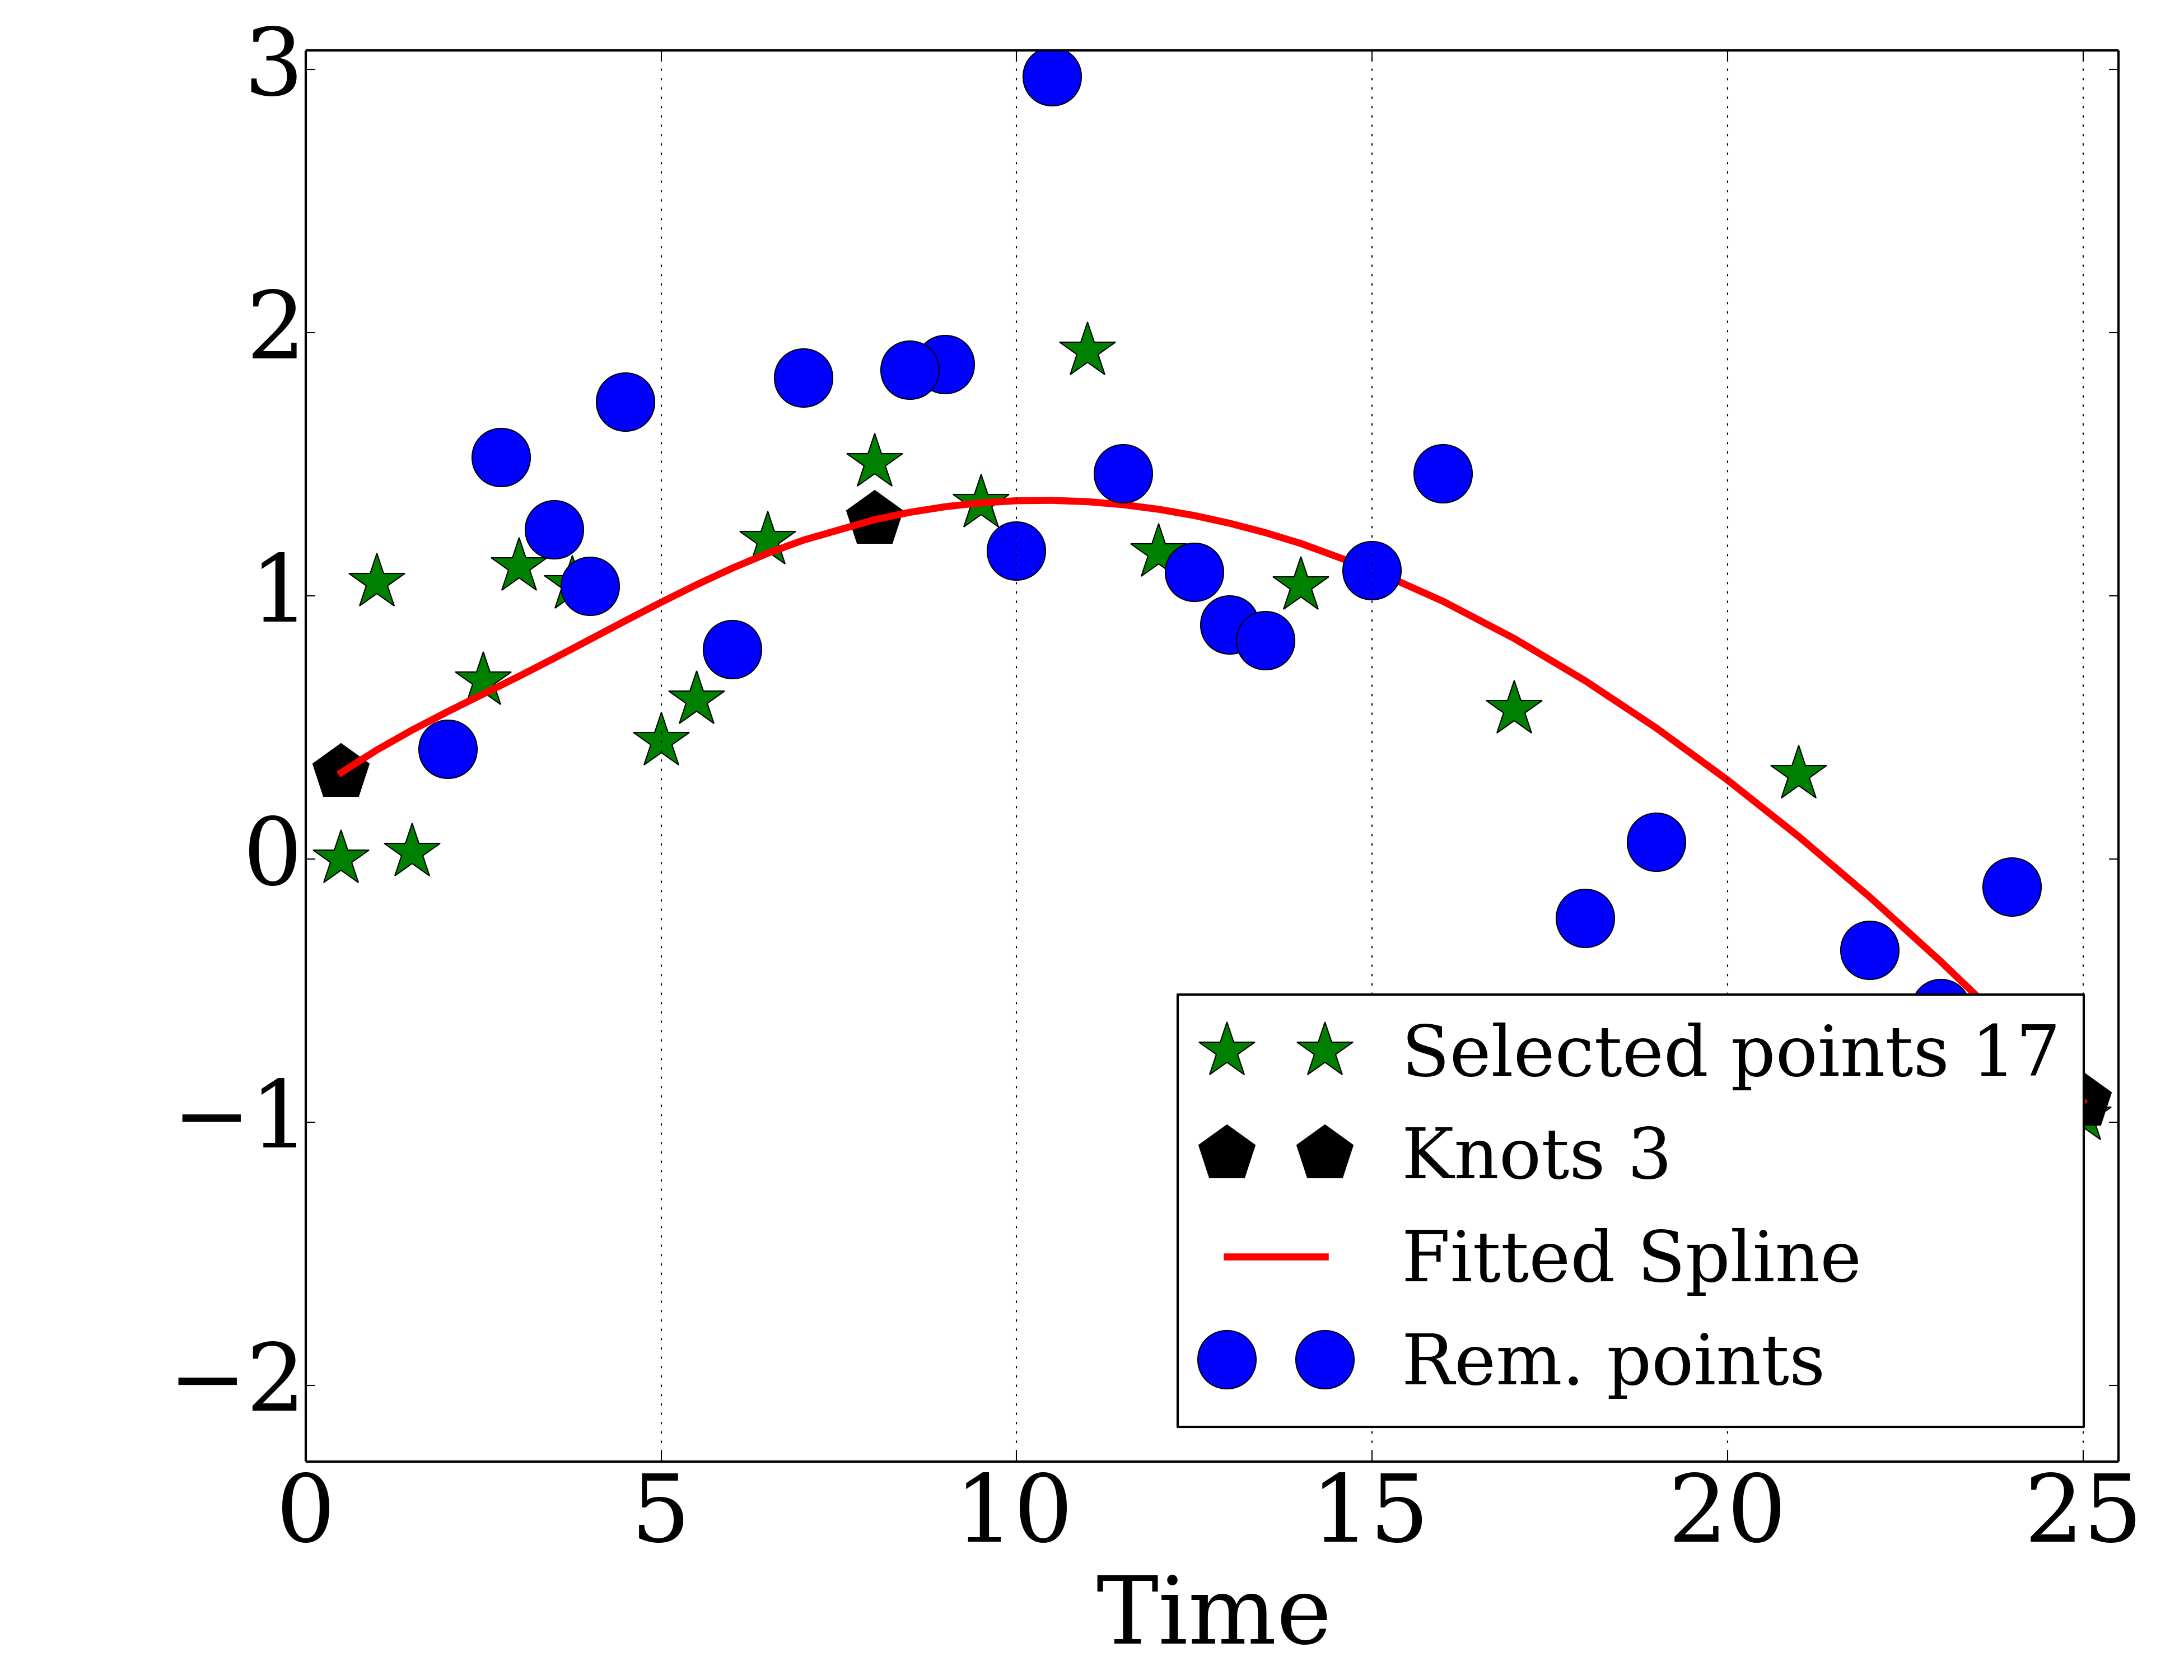 3
2
1
0
−1
−2
0 5 10 15 20 25
Time
Selected points 17
Knots 3
Fitted Spline
Rem. points